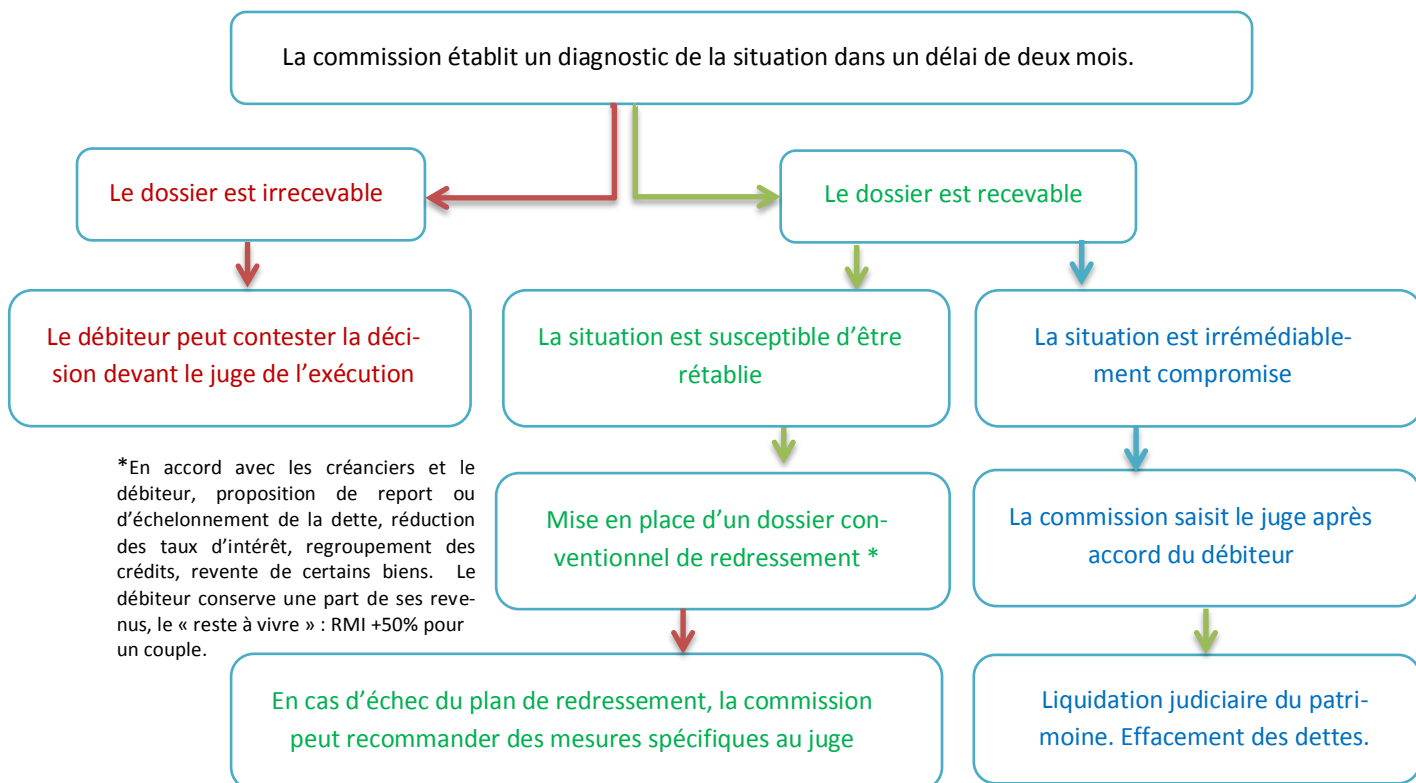 La commission établit un diagnostic de la situation dans un délai de deux mois.
Le dossier est irrecevable
Le dossier est recevable
Le débiteur peut contester la déci-
sion devant le juge de l’exécution
La situation est susceptible d’être
rétablie
La situation est irrémédiable-
ment compromise
*En accord avec les créanciers et le
débiteur, proposition de report ou
d’échelonnement de la dette, réduction
des taux d’intérêt, regroupement des
crédits, revente de certains biens. Le
débiteur conserve une part de ses reve-
nus, le « reste à vivre » : RMI +50% pour
un couple.
Mise en place d’un dossier con-
ventionnel de redressement *
La commission saisit le juge après
accord du débiteur
En cas d’échec du plan de redressement, la commission
peut recommander des mesures spécifiques au juge
Liquidation judiciaire du patri-
moine. Effacement des dettes.